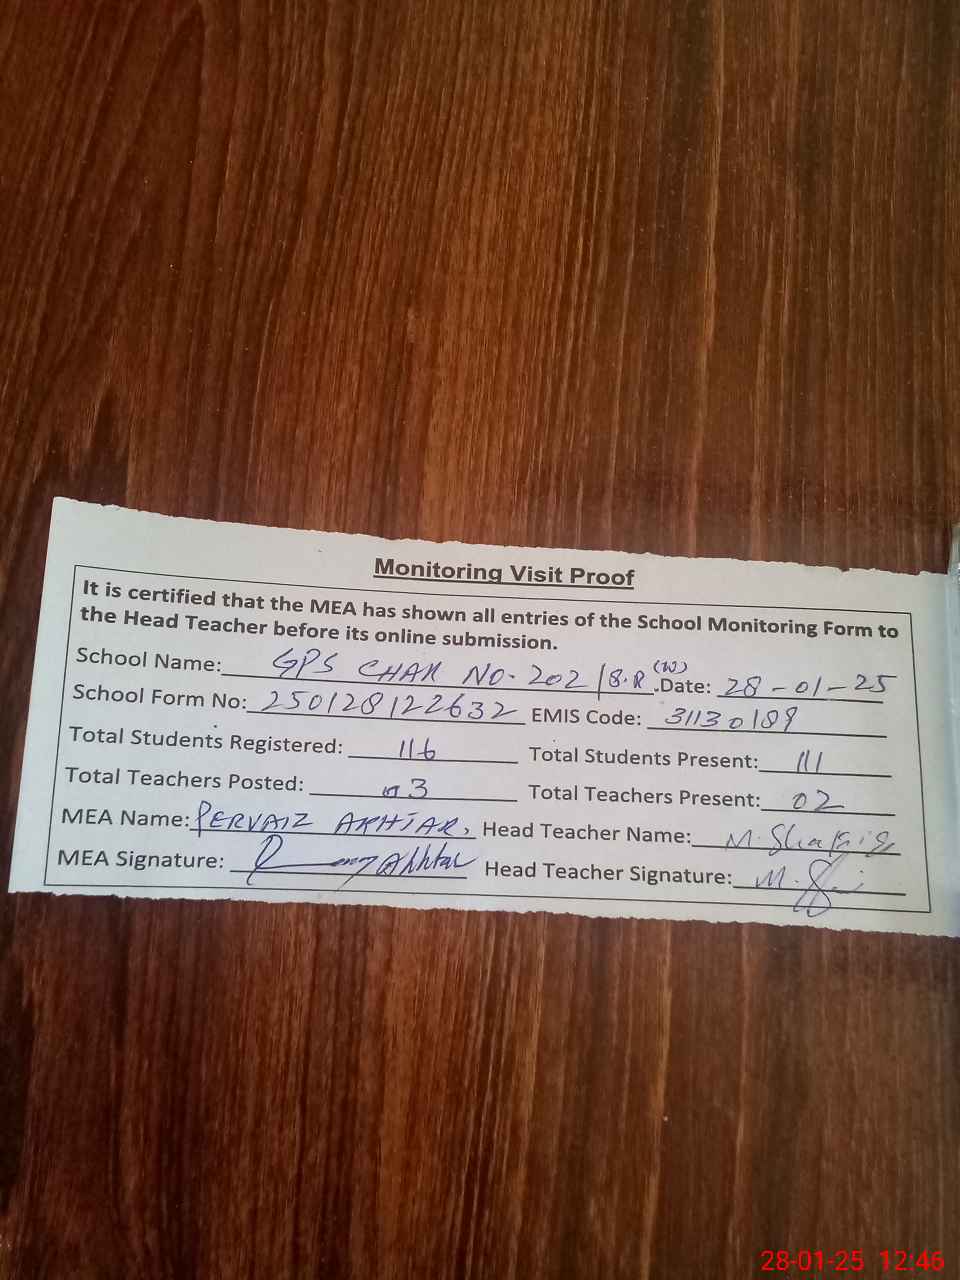 Monitoring Visit Proof
It is certified that the MEA has shown all entries of the School Monitoring Form to
the Head Teacher before its online submission.
School Name: GPS CHAK NO. 202/8.R (W) .Date: 28-01-25
School Form No: 250128122632 EMIS Code: 31130189
Total Students Registered: 116 Total Students Present: 111
Total Teachers Posted: 03 Total Teachers Present: 02
MEA Name: PERVAIZ AKHTAR, Head Teacher Name: M.
MEA Signature: Akhtar Head Teacher Signature: M.
28-01-25 12:46